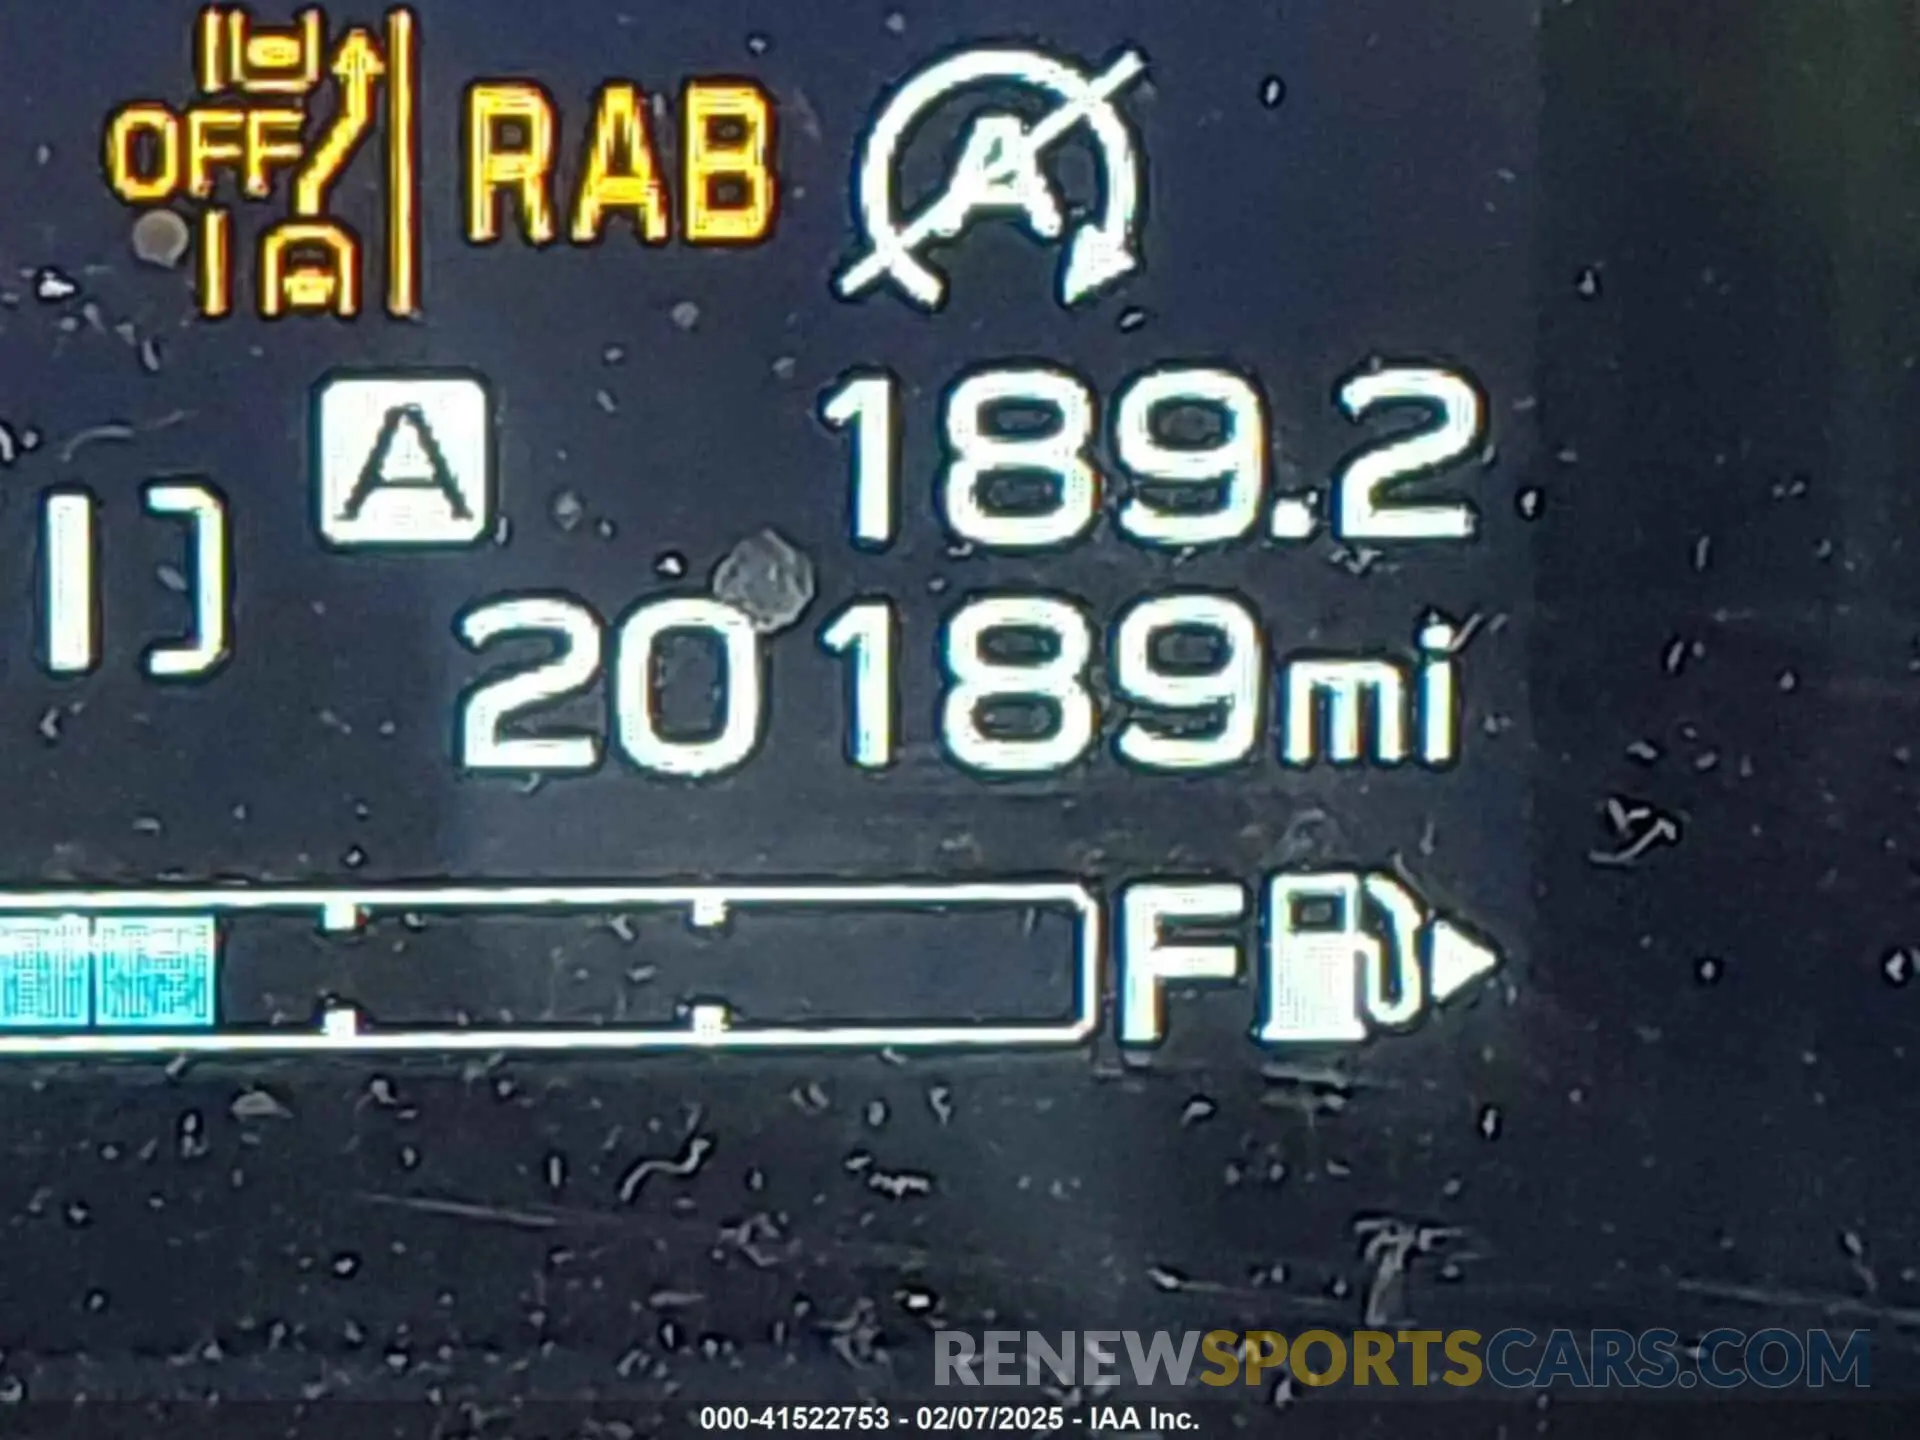 OFF RAB A
A 189.2
20189mi
F
RENEWSPORTSCARS.COM
000-41522753 - 02/07/2025 - IAA Inc.